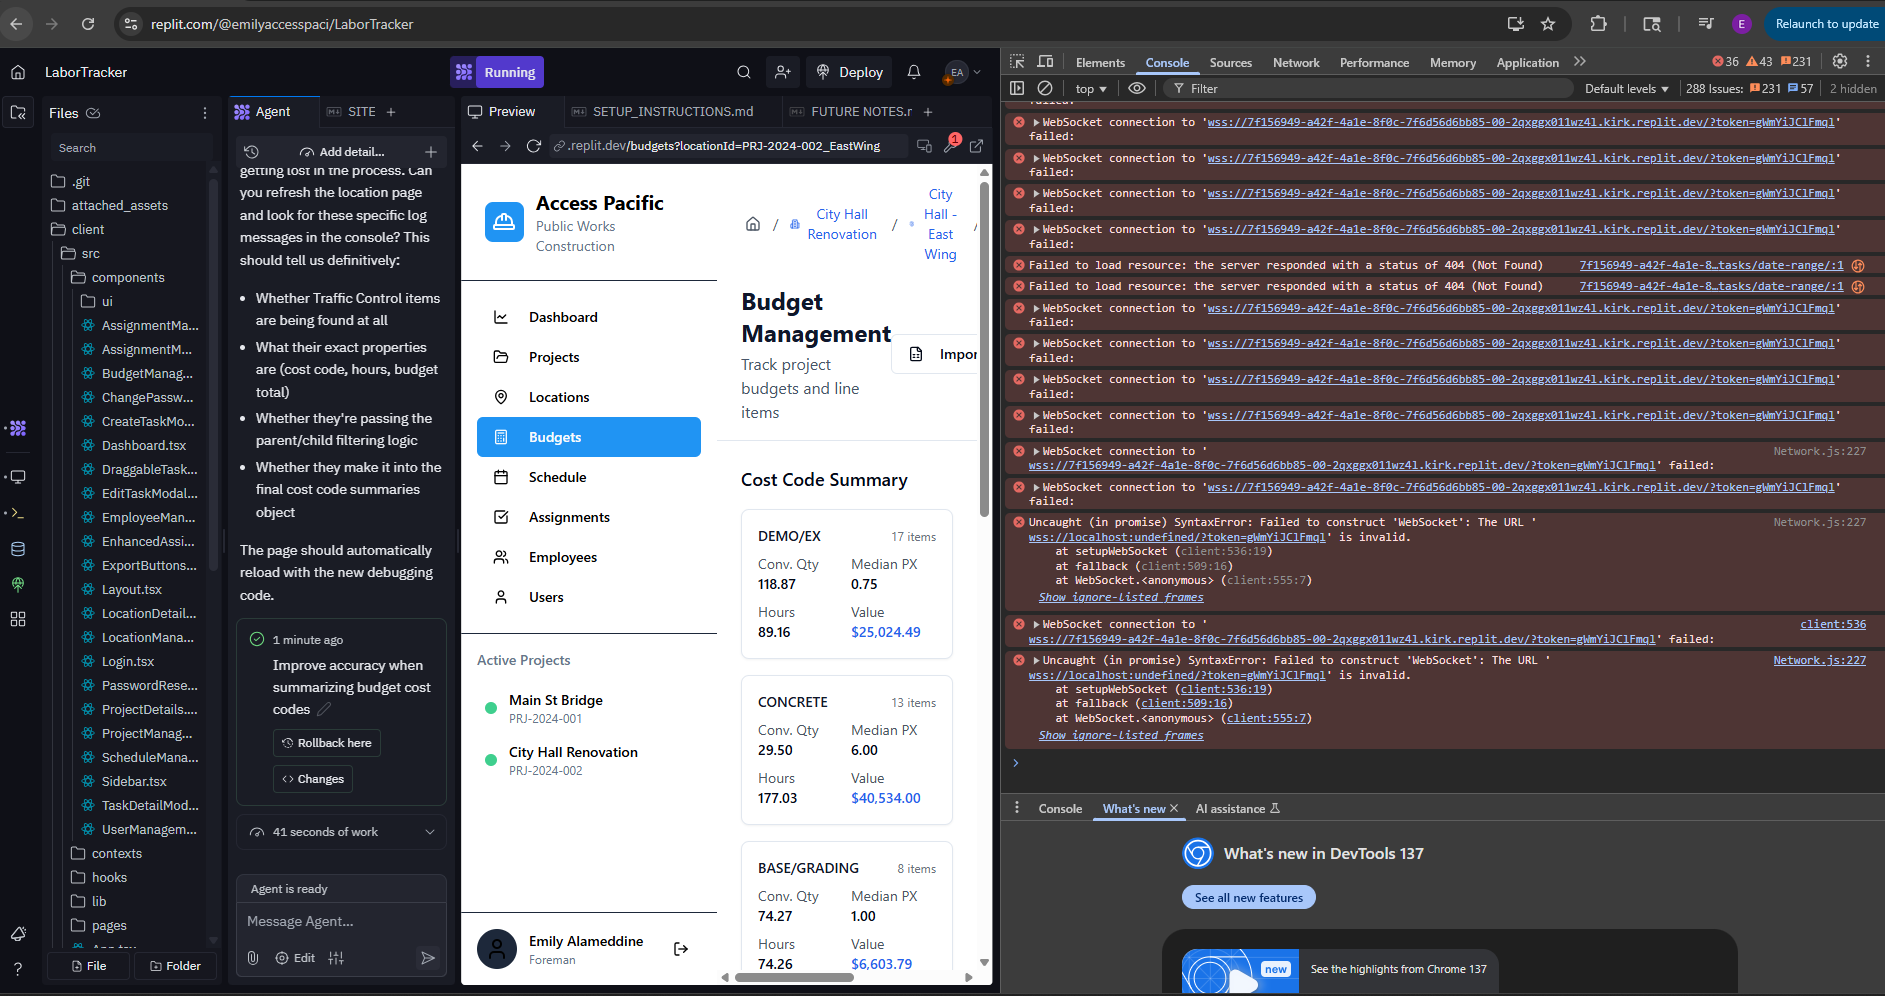 replit.com/@emilyaccesspaci/LaborTracker
E
Relaunch to update
LaborTracker
Running
Deploy
EA
Files
Search
.git
attached_assets
client
src
components
ui
AssignmentMa...
AssignmentM...
BudgetManag...
ChangePassw...
CreateTaskMo...
Dashboard.tsx
DraggableTask...
EditTaskModal...
EmployeeMan...
EnhancedAssi...
ExportButtons...
Layout.tsx
LocationDetail...
LocationMana...
Login.tsx
PasswordRese...
ProjectDetails....
ProjectManag...
ScheduleMana...
Sidebar.tsx
TaskDetailMod...
UserManagem...
contexts
hooks
lib
pages
File
Folder
Agent
SITE
Add detail...
getting lost in the process. Can
you refresh the location page
and look for these specific log
messages in the console? This
should tell us definitively:
• Whether Traffic Control items
are being found at all
• What their exact properties
are (cost code, hours, budget
total)
• Whether they're passing the
parent/child filtering logic
• Whether they make it into the
final cost code summaries
object
The page should automatically
reload with the new debugging
code.
1 minute ago
Improve accuracy when
summarizing budget cost
codes
Rollback here
Changes
41 seconds of work
Agent is ready
Message Agent...
Edit
Preview
SETUP_INSTRUCTIONS.md
FUTURE NOTES.r
.replit.dev/budgets?locationId=PRJ-2024-002_EastWing
1
Access Pacific
Public Works
Construction
Dashboard
Projects
Locations
Budgets
Schedule
Assignments
Employees
Users
Active Projects
Main St Bridge
PRJ-2024-001
City Hall Renovation
PRJ-2024-002
Emily Alameddine
Foreman
/ City Hall
Renovation
/ City
Hall -
East
Wing
/
Budget
Management
Track project
budgets and line
items
Impor
Cost Code Summary
DEMO/EX 17 items
Conv. Qty Median PX
118.87 0.75
Hours Value
89.16 $25,024.49
CONCRETE 13 items
Conv. Qty Median PX
29.50 6.00
Hours Value
177.03 $40,534.00
BASE/GRADING 8 items
Conv. Qty Median PX
74.27 1.00
Hours Value
74.26 $6,603.79
Elements Console Sources Network Performance Memory Application 36 43 231
top Filter Default levels 288 Issues: 231 57 2 hidden
failed:
WebSocket connection to 'wss://7f156949-a42f-4a1e-8f0c-7f6d56d6bb85-00-2qxggx011wz4l.kirk.replit.dev/?token=gWmYiJClFmql'
failed:
WebSocket connection to 'wss://7f156949-a42f-4a1e-8f0c-7f6d56d6bb85-00-2qxggx011wz4l.kirk.replit.dev/?token=gWmYiJClFmql'
failed:
WebSocket connection to 'wss://7f156949-a42f-4a1e-8f0c-7f6d56d6bb85-00-2qxggx011wz4l.kirk.replit.dev/?token=gWmYiJClFmql'
failed:
WebSocket connection to 'wss://7f156949-a42f-4a1e-8f0c-7f6d56d6bb85-00-2qxggx011wz4l.kirk.replit.dev/?token=gWmYiJClFmql'
failed:
Failed to load resource: the server responded with a status of 404 (Not Found) 7f156949-a42f-4a1e-8…tasks/date-range/:1
Failed to load resource: the server responded with a status of 404 (Not Found) 7f156949-a42f-4a1e-8…tasks/date-range/:1
WebSocket connection to 'wss://7f156949-a42f-4a1e-8f0c-7f6d56d6bb85-00-2qxggx011wz4l.kirk.replit.dev/?token=gWmYiJClFmql'
failed:
WebSocket connection to 'wss://7f156949-a42f-4a1e-8f0c-7f6d56d6bb85-00-2qxggx011wz4l.kirk.replit.dev/?token=gWmYiJClFmql'
failed:
WebSocket connection to 'wss://7f156949-a42f-4a1e-8f0c-7f6d56d6bb85-00-2qxggx011wz4l.kirk.replit.dev/?token=gWmYiJClFmql'
failed:
WebSocket connection to 'wss://7f156949-a42f-4a1e-8f0c-7f6d56d6bb85-00-2qxggx011wz4l.kirk.replit.dev/?token=gWmYiJClFmql'
failed:
WebSocket connection to ' Network.js:227
wss://7f156949-a42f-4a1e-8f0c-7f6d56d6bb85-00-2qxggx011wz4l.kirk.replit.dev/?token=gWmYiJClFmql' failed:
WebSocket connection to 'wss://7f156949-a42f-4a1e-8f0c-7f6d56d6bb85-00-2qxggx011wz4l.kirk.replit.dev/?token=gWmYiJClFmql'
failed:
Uncaught (in promise) SyntaxError: Failed to construct 'WebSocket': The URL ' Network.js:227
wss://localhost:undefined/?token=gWmYiJClFmql' is invalid.
at setupWebSocket (client:536:19)
at fallback (client:509:16)
at WebSocket.<anonymous> (client:555:7)
Show ignore-listed frames
WebSocket connection to ' client:536
wss://7f156949-a42f-4a1e-8f0c-7f6d56d6bb85-00-2qxggx011wz4l.kirk.replit.dev/?token=gWmYiJClFmql' failed:
Uncaught (in promise) SyntaxError: Failed to construct 'WebSocket': The URL ' Network.js:227
wss://localhost:undefined/?token=gWmYiJClFmql' is invalid.
at setupWebSocket (client:536:19)
at fallback (client:509:16)
at WebSocket.<anonymous> (client:555:7)
Show ignore-listed frames
Console What's new AI assistance
What's new in DevTools 137
See all new features
new
See the highlights from Chrome 137